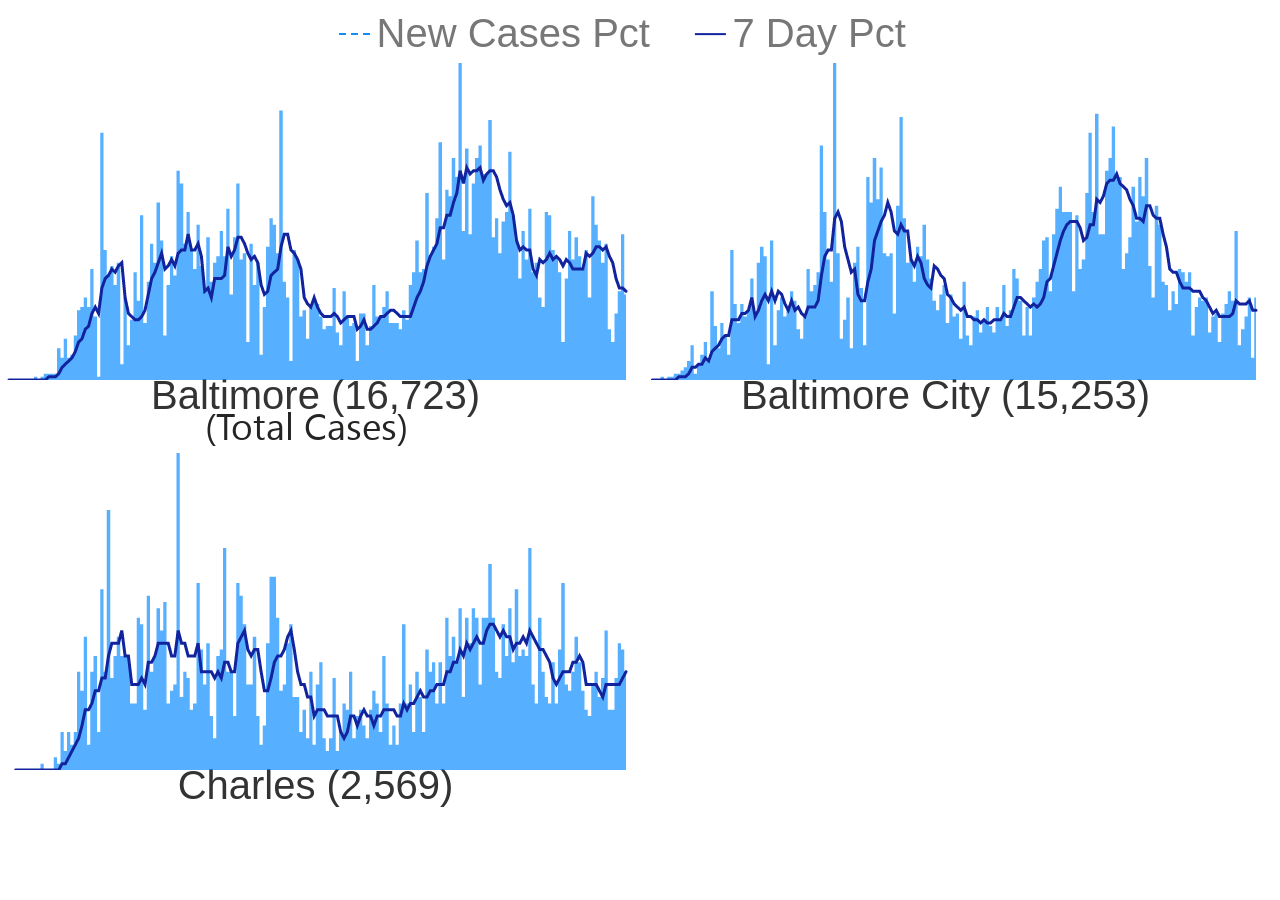 New Cases Pct 7 Day Pct
Baltimore (16,723) Baltimore City (15,253)
(Total Cases)
Charles (2,569)